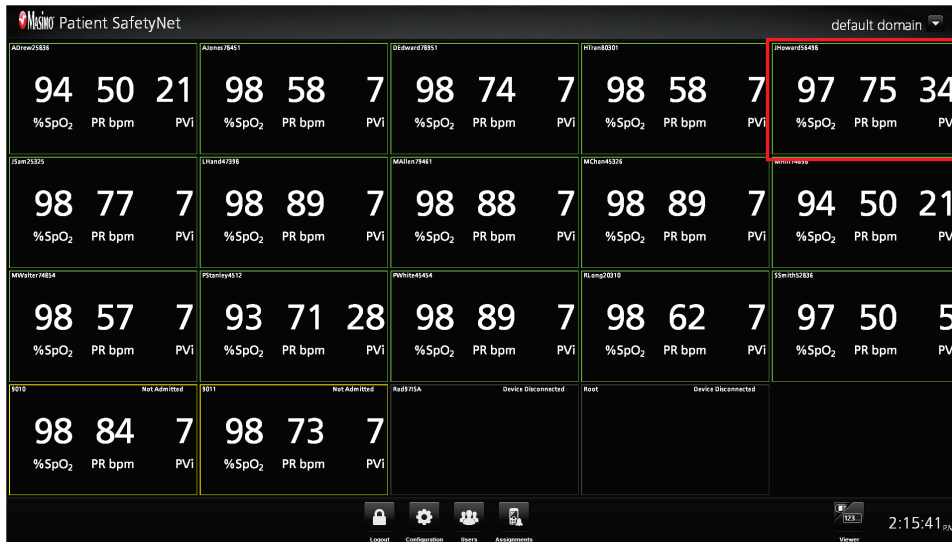 Masimo Patient SafetyNet default domain
ADrew25836 AJones78451 DEdward78951 HTran80301 JHoward56498
94 50 21 98 58 7 98 74 7 98 58 7 97 75 34
%SpO₂ PR bpm PVi %SpO₂ PR bpm PVi %SpO₂ PR bpm PVi %SpO₂ PR bpm PVi %SpO₂ PR bpm PV
JSam25325 LHand47398 MAllen79461 MChan45326
98 77 7 98 89 7 98 88 7 98 89 7 94 50 21
%SpO₂ PR bpm PVi %SpO₂ PR bpm PVi %SpO₂ PR bpm PVi %SpO₂ PR bpm PVi %SpO₂ PR bpm PV
MWalter74854 PStanley4512 PWhite45454 RLong20310 SSmith52836
98 57 7 93 71 28 98 89 7 98 62 7 97 50 5
%SpO₂ PR bpm PVi %SpO₂ PR bpm PVi %SpO₂ PR bpm PVi %SpO₂ PR bpm PVi %SpO₂ PR bpm PV
9010 Not Admitted 9011 Not Admitted Rad97ISA Device Disconnected Root Device Disconnected
98 84 7 98 73 7
%SpO₂ PR bpm PVi %SpO₂ PR bpm PVi
123...
2:15:41 P.M
Logout Configuration Users Assignments Viewer